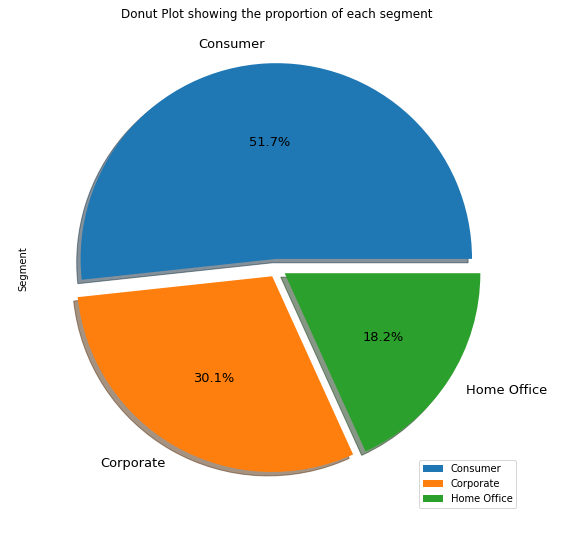 Donut Plot showing the proportion of each segment
Consumer
51.7%
Segment
18.2%
30.1%
Home Office
Corporate
Consumer
Corporate
Home Office